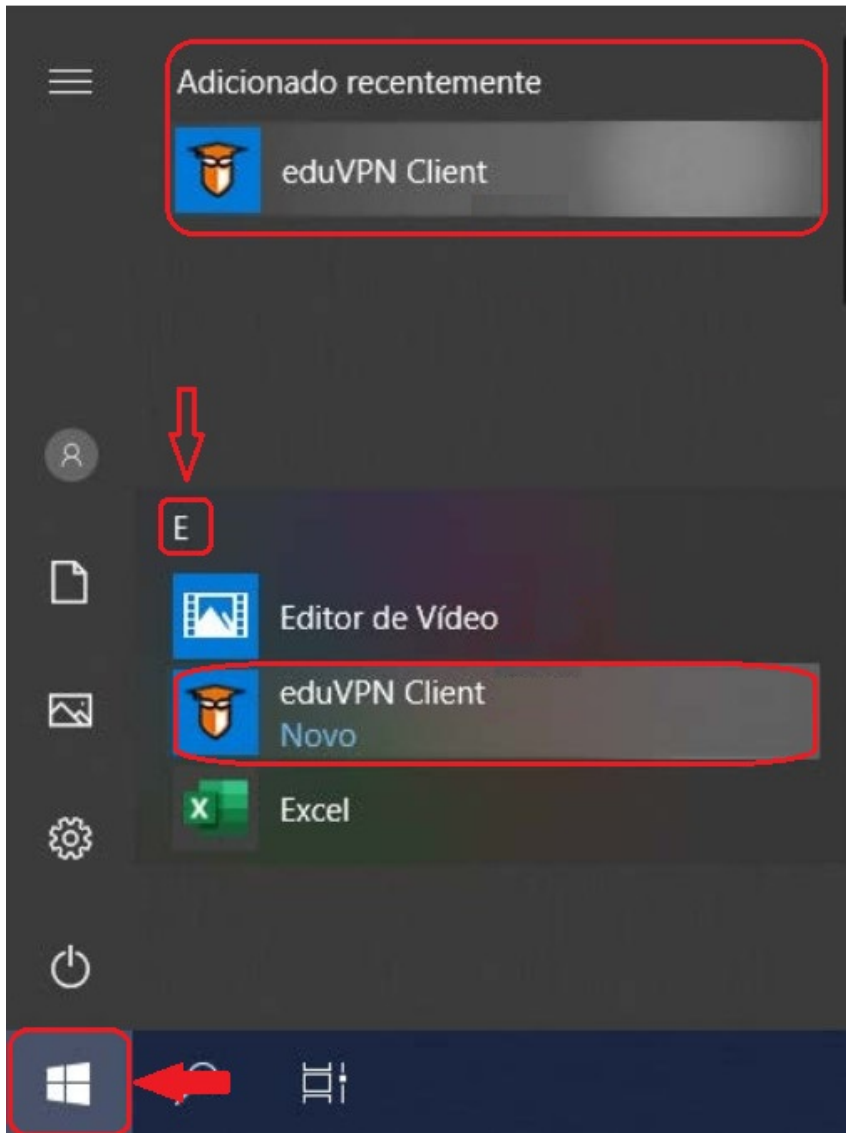 Adicionado recentemente
eduVPN Client
E
Editor de Vídeo
eduVPN Client
Novo
Excel